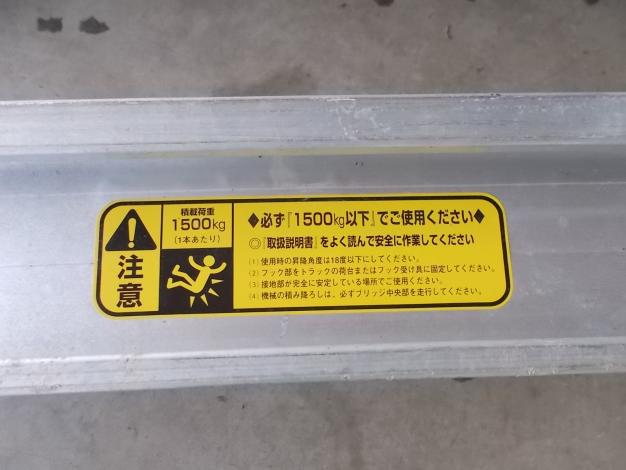 注意
積載荷重
1500kg
(1本あたり)
◆必ず『1500kg以下』でご使用ください◆
◎『取扱説明書』をよく読んで安全に作業してください
(1) 使用時の昇降角度は18度以下にしてください。
(2) フック部をトラックの荷台またはフック受け具に固定してください。
(3) 接地部が完全に安定している場所でご使用ください。
(4) 機械の積み降ろしは、必ずブリッジ中央部を走行してください。